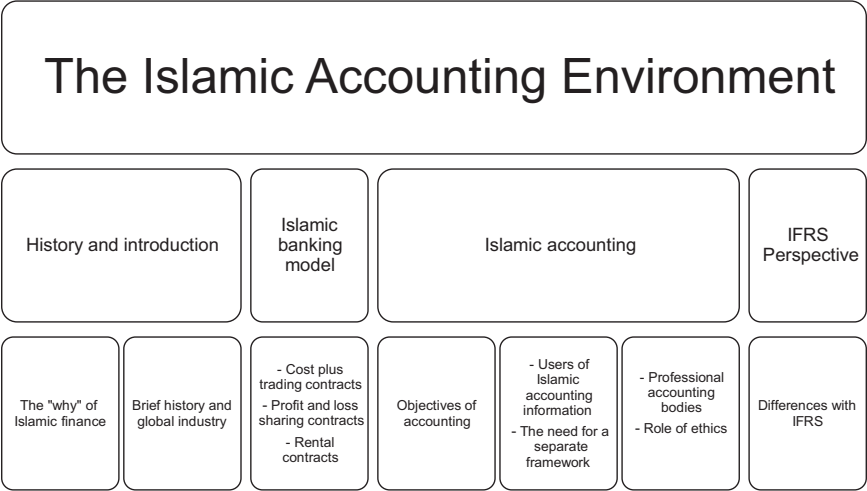 The Islamic Accounting Environment
History and introduction
Islamic
banking
model
Islamic accounting
IFRS
Perspective
The "why" of
Islamic finance
Brief history and
global industry
- Cost plus
trading contracts
- Profit and loss
sharing contracts
- Rental
contracts
Objectives of
accounting
- Users of
Islamic
accounting
information
- The need for a
separate
framework
- Professional
accounting
bodies
- Role of ethics
Differences with
IFRS